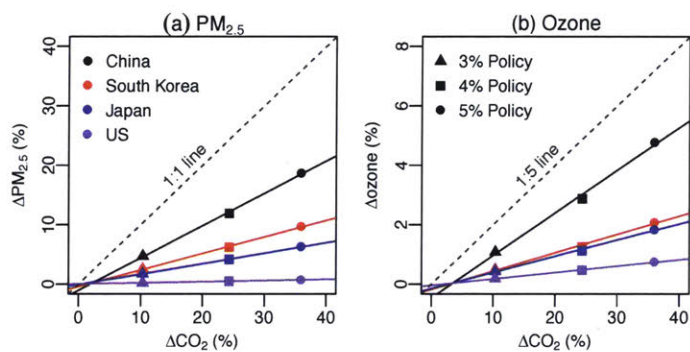 (a) PM2.5
ΔPM2.5 (%)
40
30
20
10
0
China
South Korea
Japan
US
1:1 line
0 10 20 30 40
ΔCO2 (%)
(b) Ozone
Δozone (%)
8
6
4
2
0
3% Policy
4% Policy
5% Policy
1:5 line
0 10 20 30 40
ΔCO2 (%)